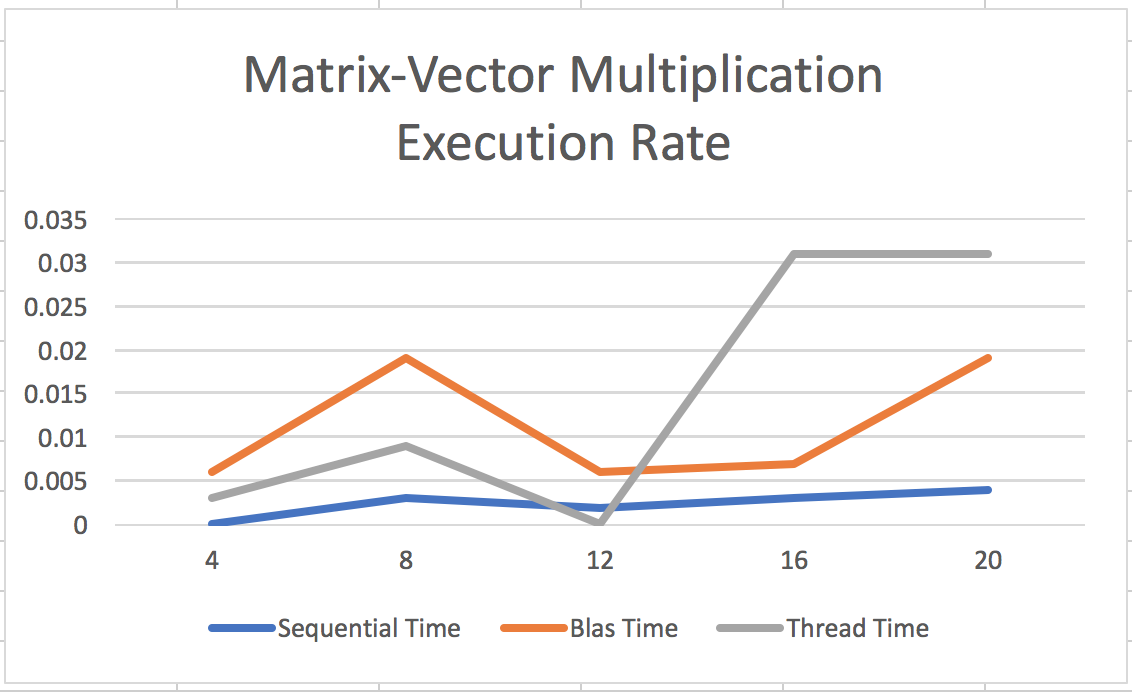 Matrix-Vector Multiplication
Execution Rate
0.035
0.03
0.025
0.02
0.015
0.01
0.005
0
4 8 12 16 20
Sequential Time Blas Time Thread Time